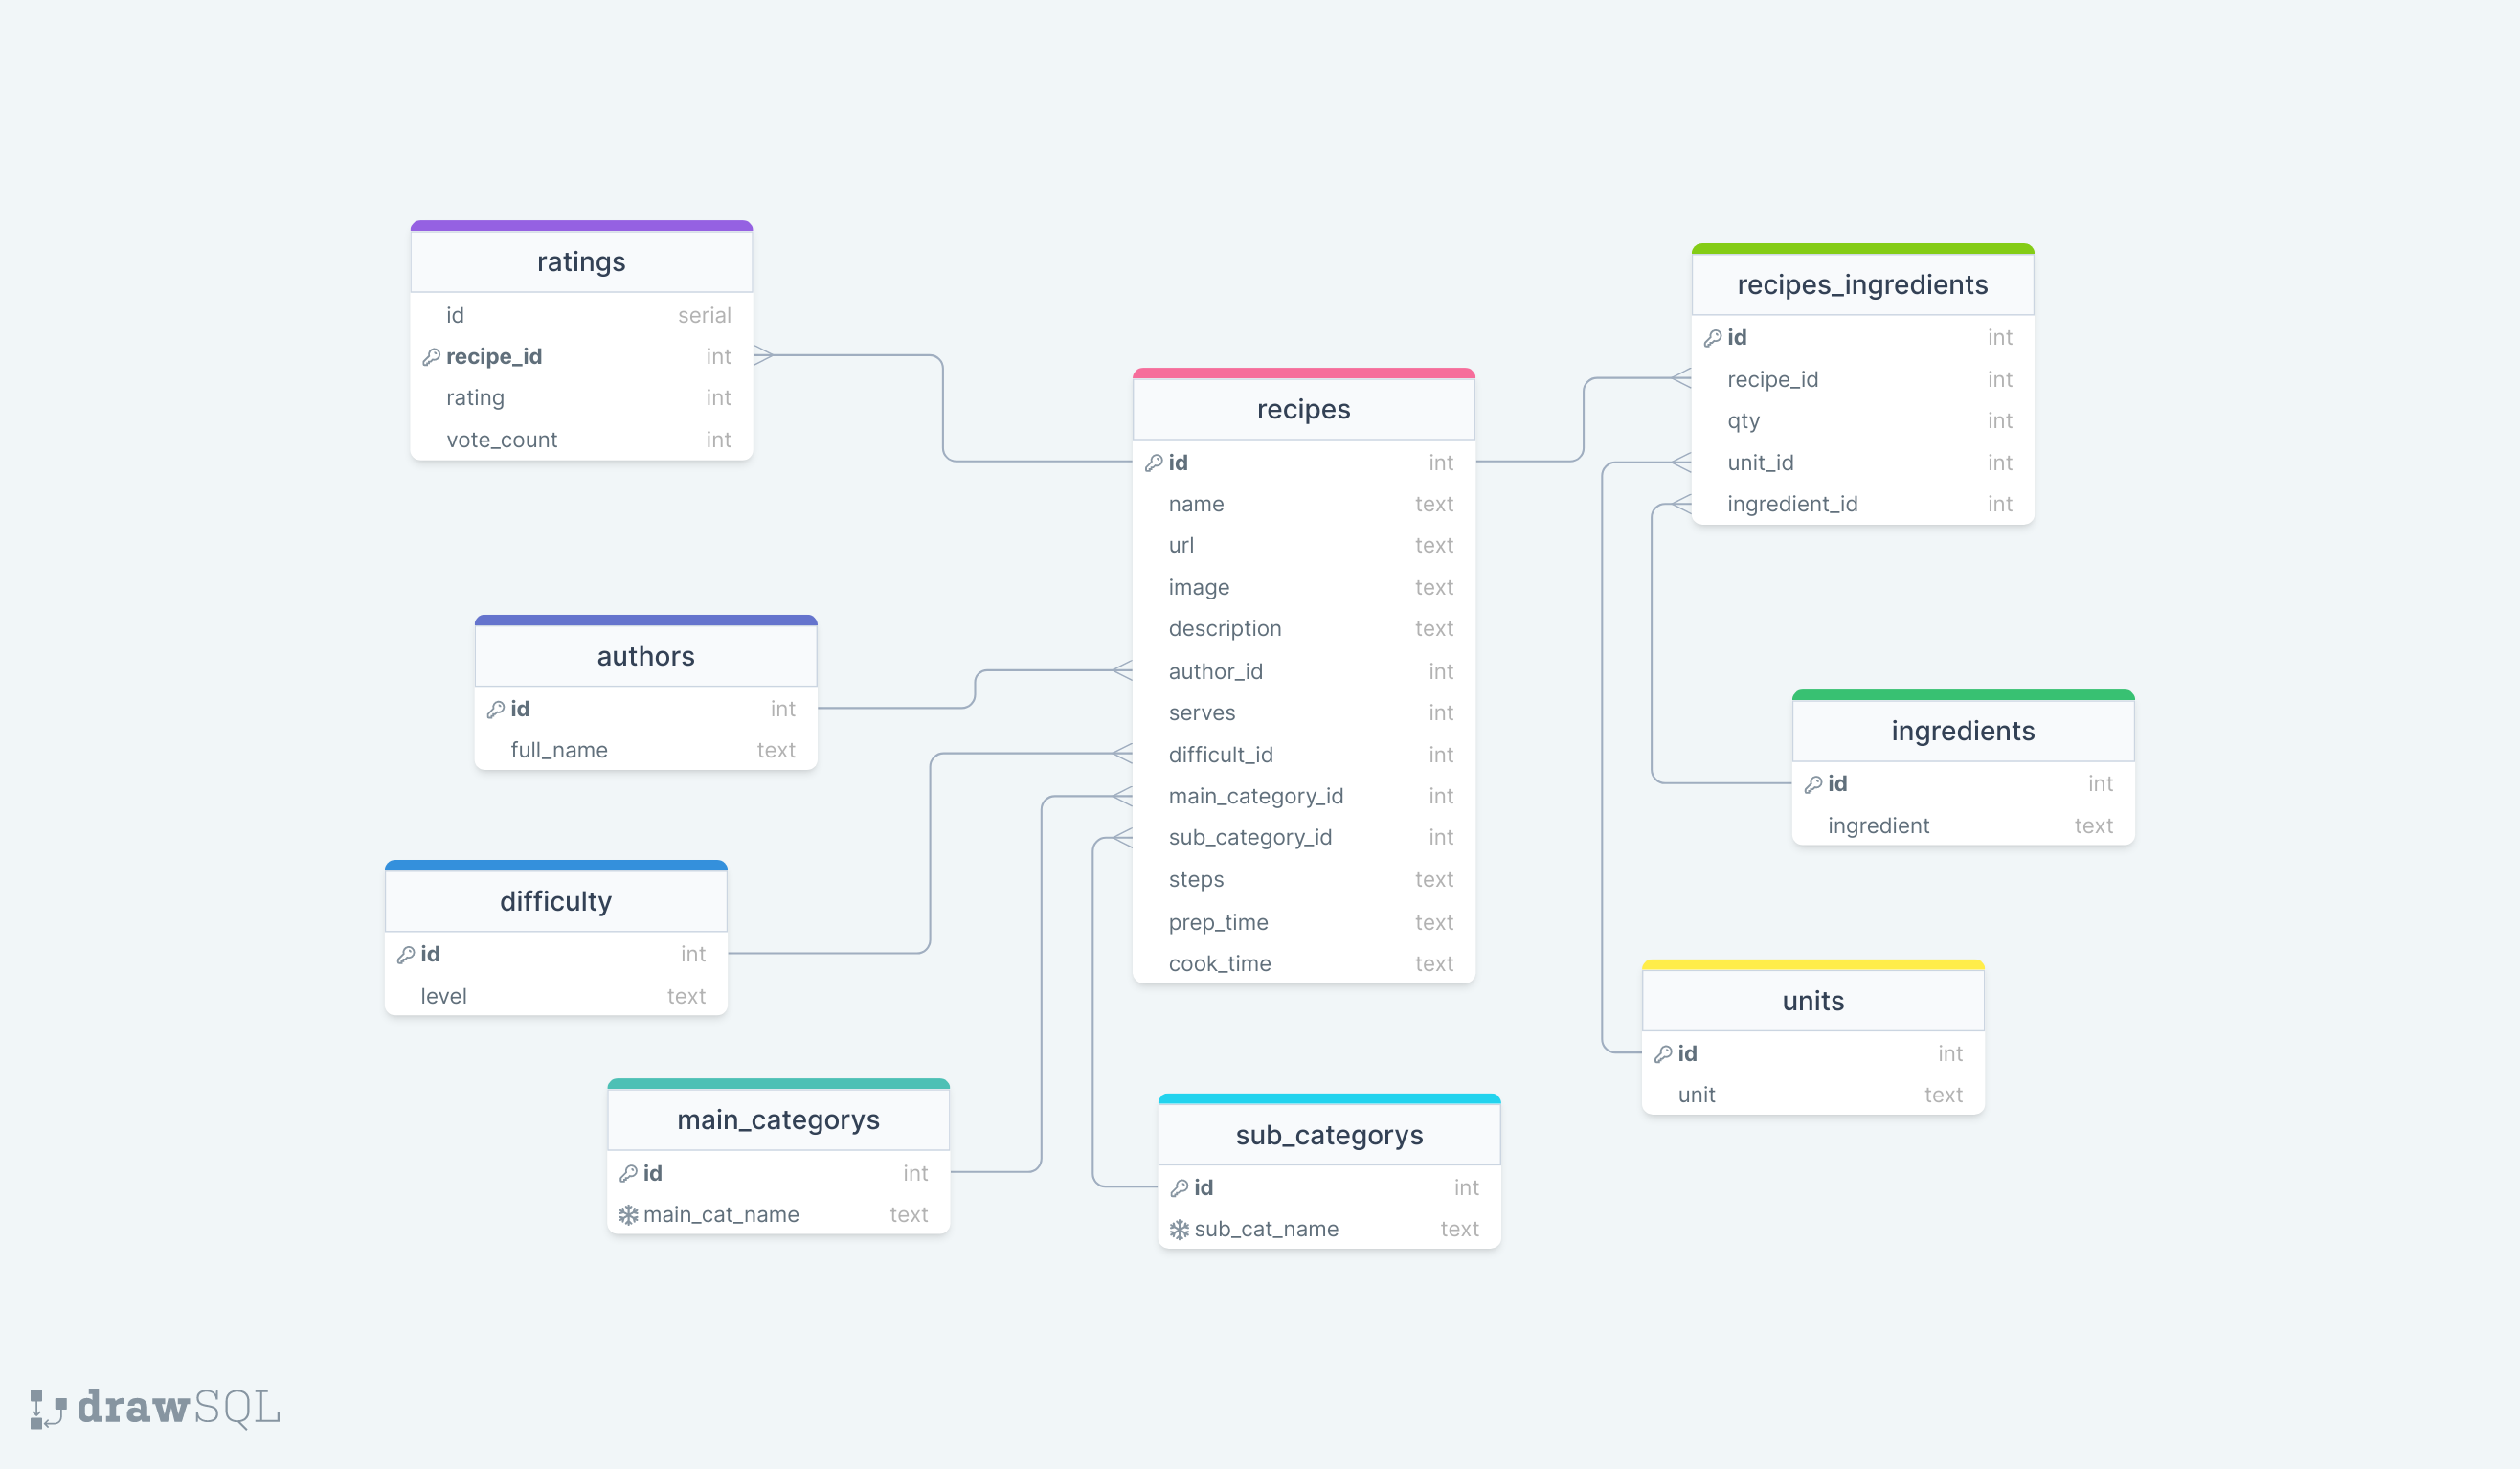 ratings
id serial
recipe_id int
rating int
vote_count int
authors
id int
full_name text
difficulty
id int
level text
main_categorys
id int
main_cat_name text
recipes
id int
name text
url text
image text
description text
author_id int
serves int
difficult_id int
main_category_id int
sub_category_id int
steps text
prep_time text
cook_time text
sub_categorys
id int
sub_cat_name text
recipes_ingredients
id int
recipe_id int
qty int
unit_id int
ingredient_id int
ingredients
id int
ingredient text
units
id int
unit text
drawSQL